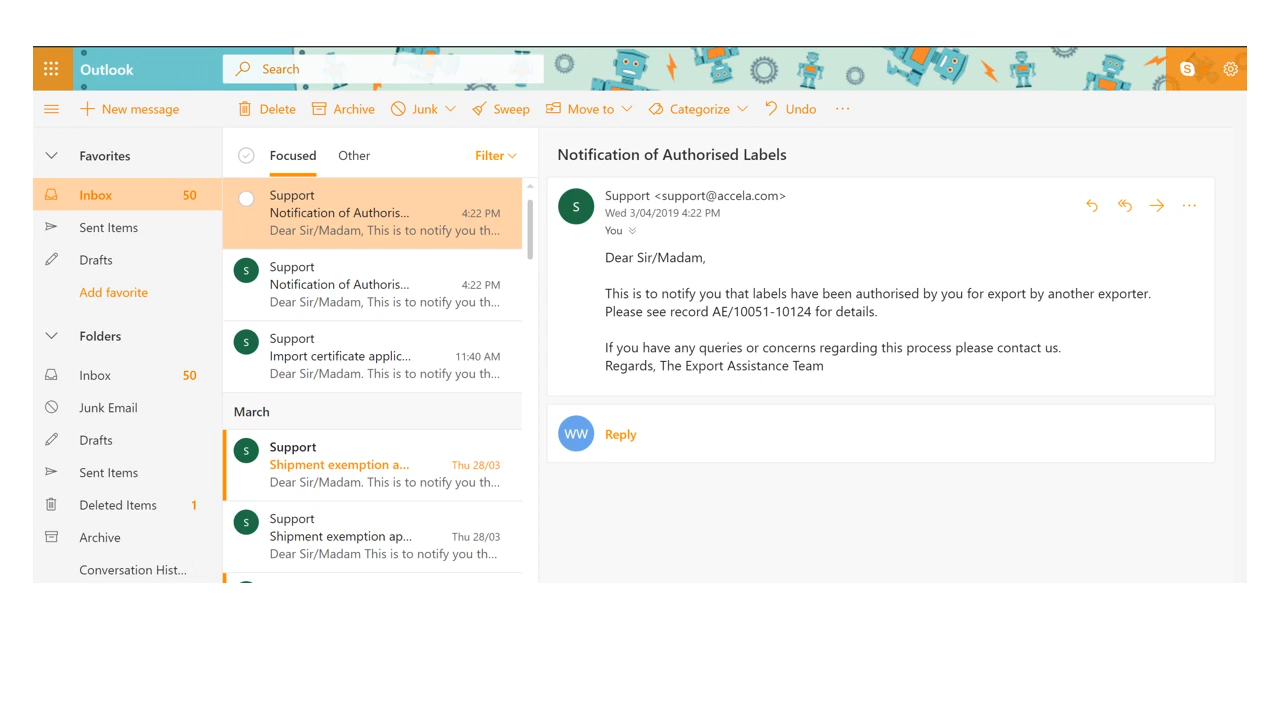 Outlook
Search
New message
Delete
Archive
Junk
Sweep
Move to
Categorize
Undo
Favorites
Inbox 50
Sent Items
Drafts
Add favorite
Folders
Inbox 50
Junk Email
Drafts
Sent Items
Deleted Items 1
Archive
Conversation Hist...
Focused Other Filter
Support
Notification of Authoris... 4:22 PM
Dear Sir/Madam, This is to notify you th...
S
Support
Notification of Authoris... 4:22 PM
Dear Sir/Madam, This is to notify you th...
S
Support
Import certificate applic... 11:40 AM
Dear Sir/Madam. This is to notify you th...
March
S
Support
Shipment exemption a... Thu 28/03
Dear Sir/Madam. This is to notify you th...
S
Support
Shipment exemption ap... Thu 28/03
Dear Sir/Madam This is to notify you th...
Notification of Authorised Labels
S
Support <support@accela.com>
Wed 3/04/2019 4:22 PM
You
Dear Sir/Madam,
This is to notify you that labels have been authorised by you for export by another exporter.
Please see record AE/10051-10124 for details.
If you have any queries or concerns regarding this process please contact us.
Regards, The Export Assistance Team
WW
Reply